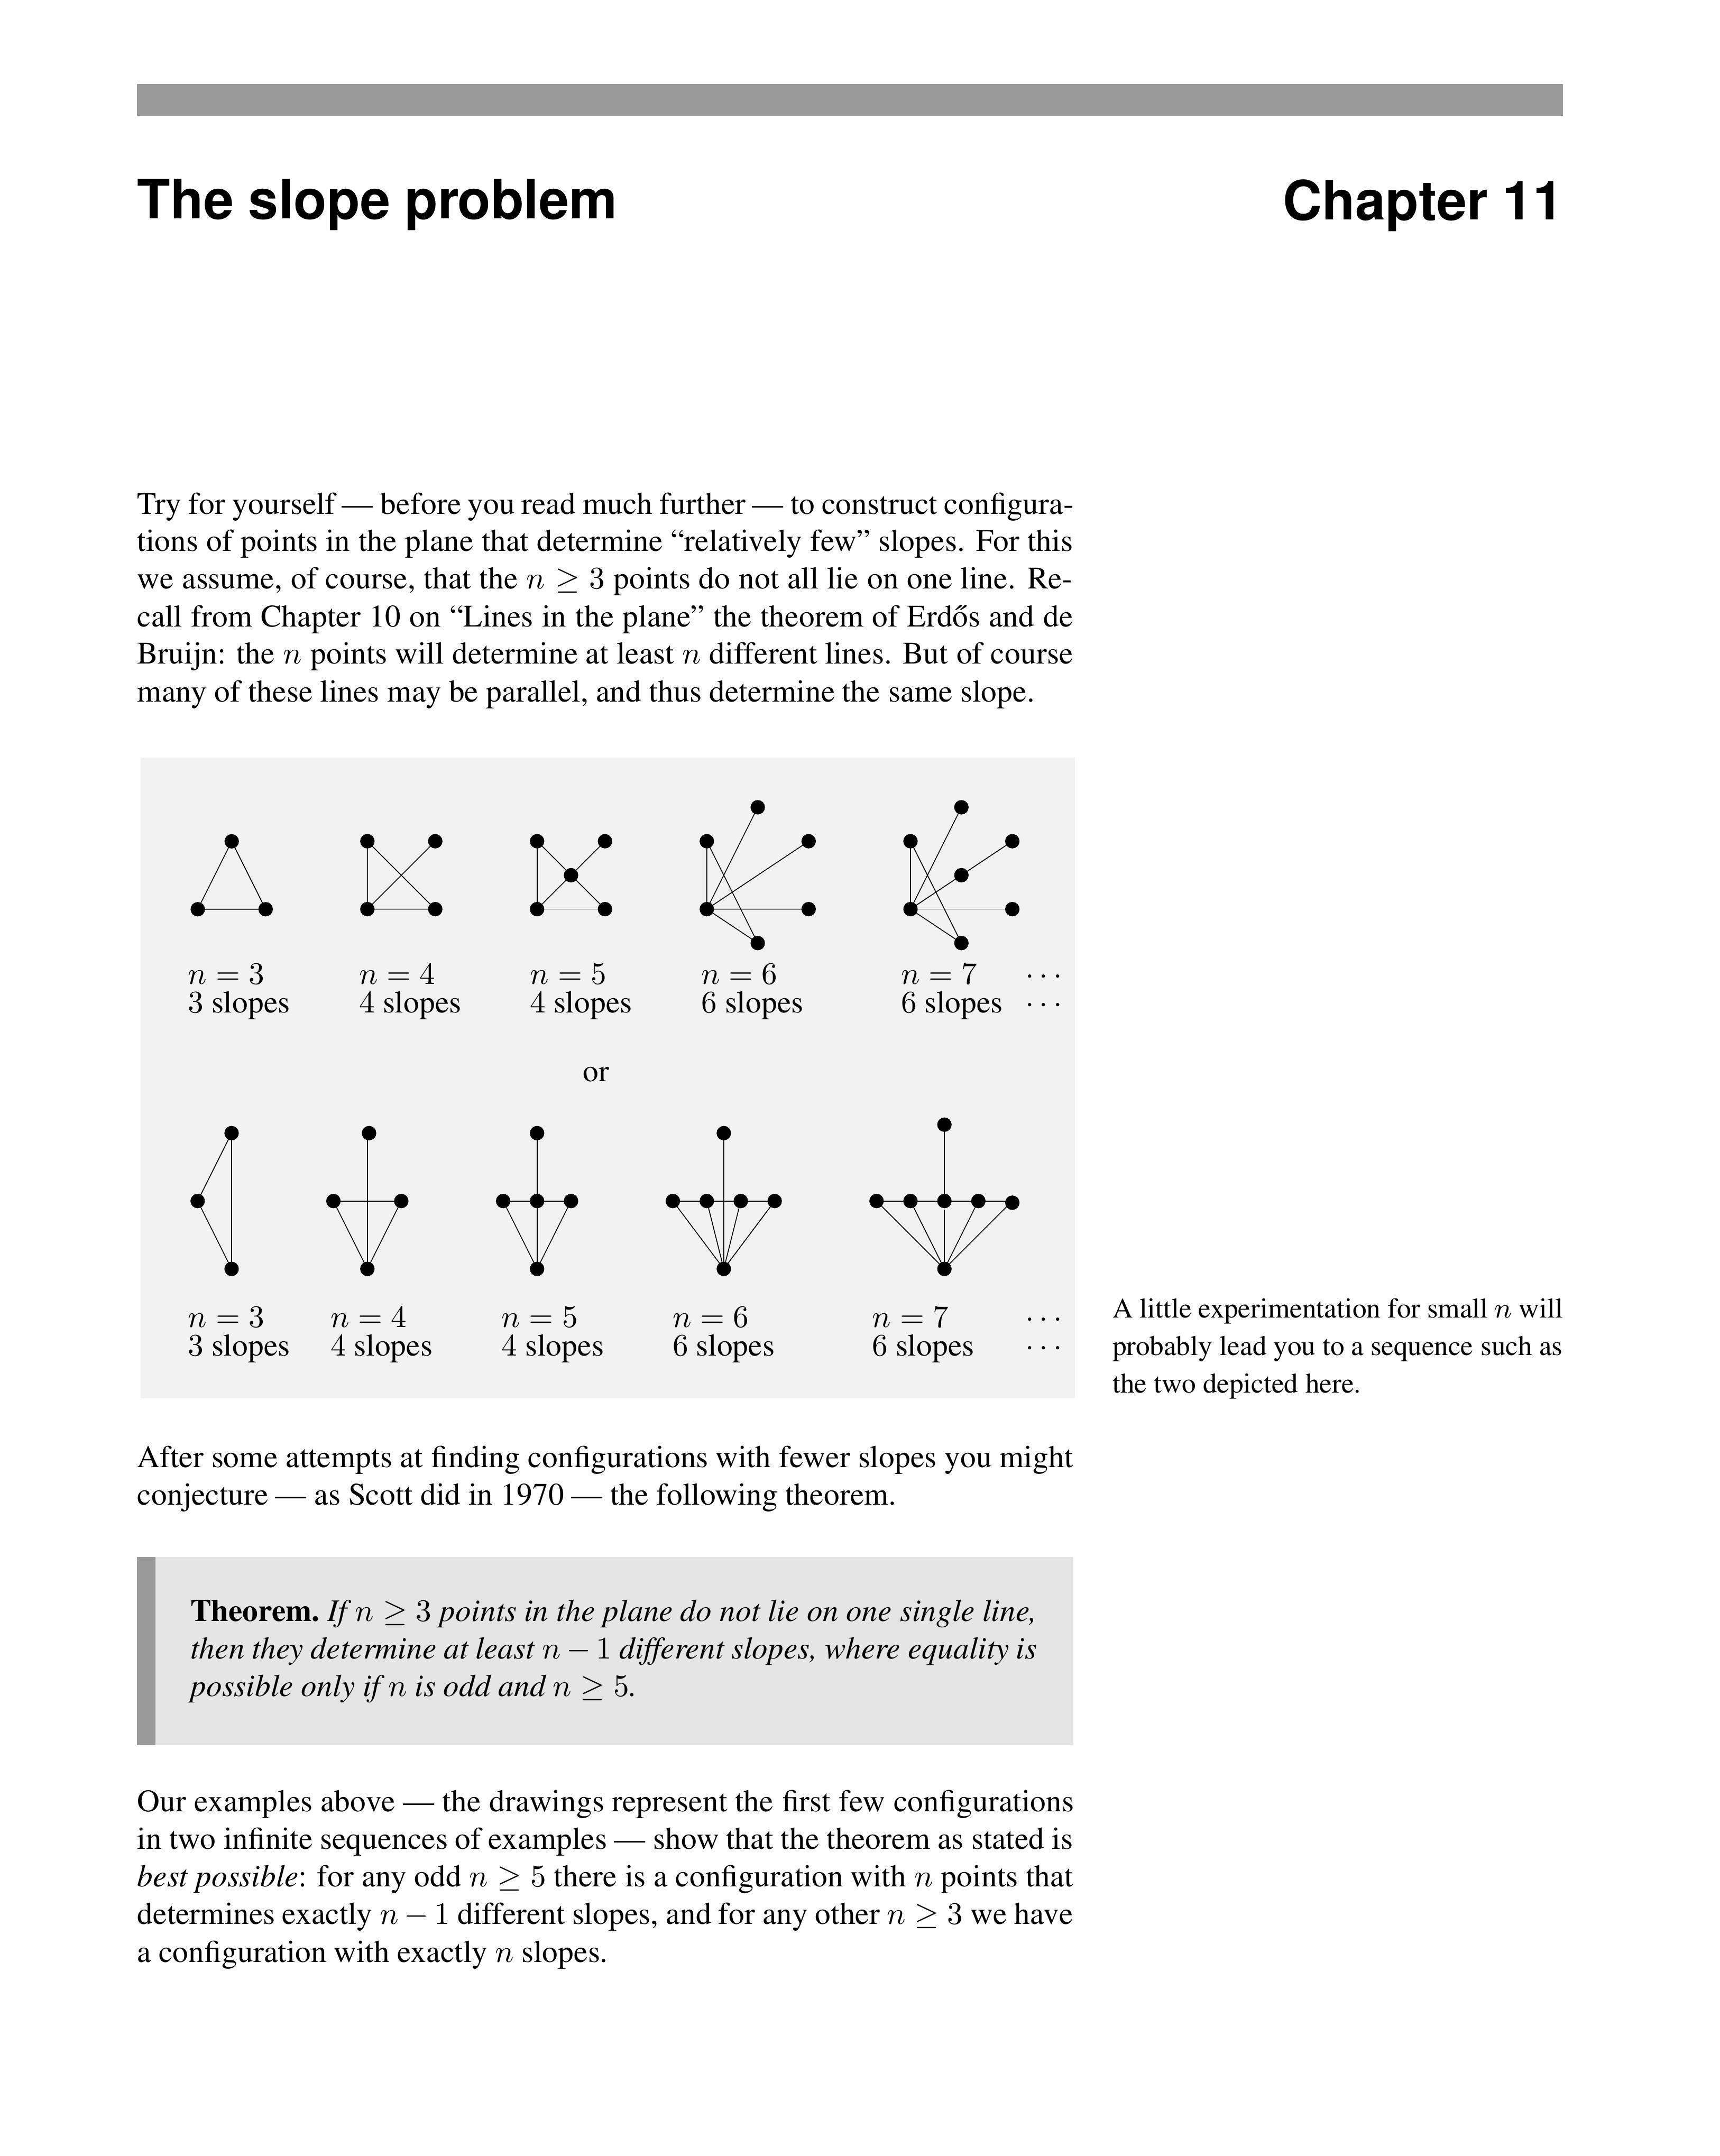 The slope problem
Chapter 11
Try for yourself — before you read much further — to construct configura-
tions of points in the plane that determine “relatively few” slopes. For this
we assume, of course, that the n ≥ 3 points do not all lie on one line. Re-
call from Chapter 10 on “Lines in the plane” the theorem of Erdős and de
Bruijn: the n points will determine at least n different lines. But of course
many of these lines may be parallel, and thus determine the same slope.
n = 3 n = 4 n = 5 n = 6 n = 7 ···
3 slopes 4 slopes 4 slopes 6 slopes 6 slopes ···
or
n = 3 n = 4 n = 5 n = 6 n = 7 ···
3 slopes 4 slopes 4 slopes 6 slopes 6 slopes ···
A little experimentation for small n will
probably lead you to a sequence such as
the two depicted here.
After some attempts at finding configurations with fewer slopes you might
conjecture — as Scott did in 1970 — the following theorem.
Theorem. If n ≥ 3 points in the plane do not lie on one single line,
then they determine at least n − 1 different slopes, where equality is
possible only if n is odd and n ≥ 5.
Our examples above — the drawings represent the first few configurations
in two infinite sequences of examples — show that the theorem as stated is
best possible: for any odd n ≥ 5 there is a configuration with n points that
determines exactly n − 1 different slopes, and for any other n ≥ 3 we have
a configuration with exactly n slopes.